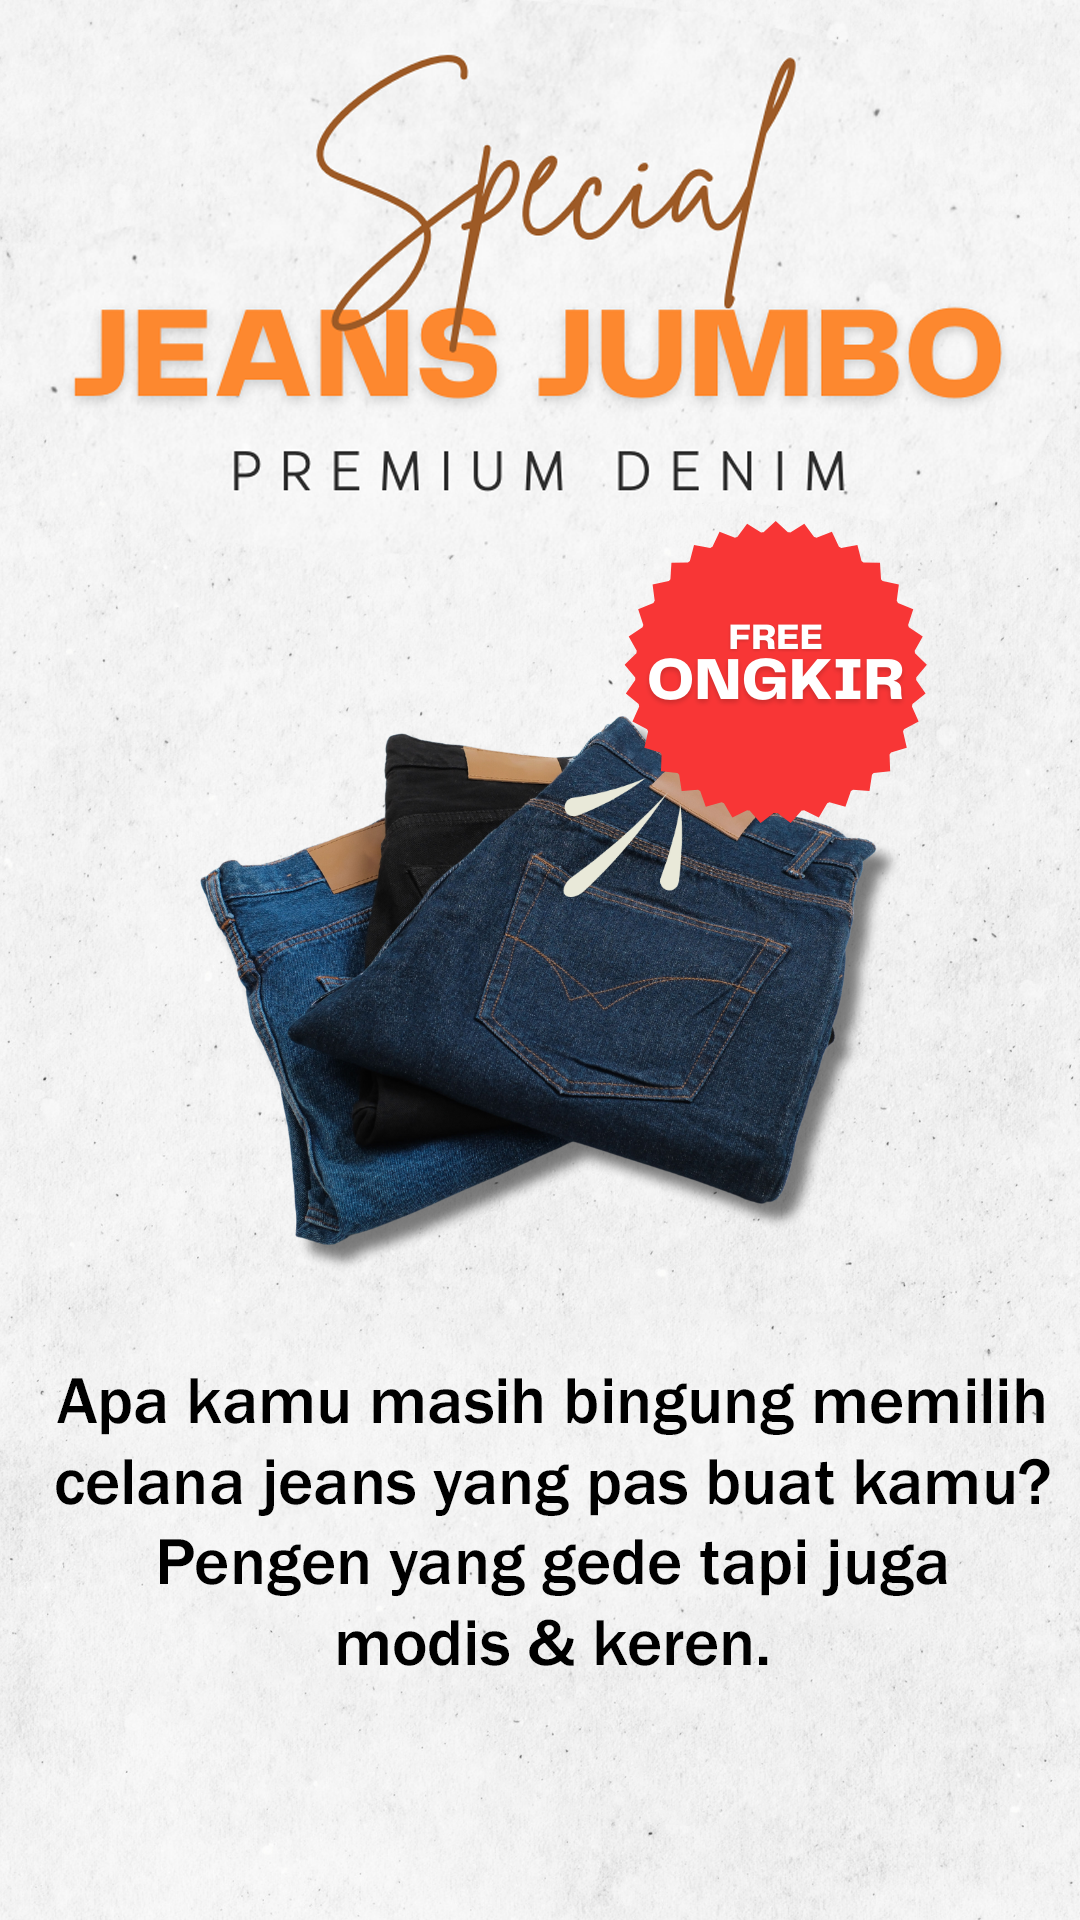 Special
JEANS JUMBO
PREMIUM DENIM
FREE
ONGKIR
Apa kamu masih bingung memilih
celana jeans yang pas buat kamu?
Pengen yang gede tapi juga
modis & keren.